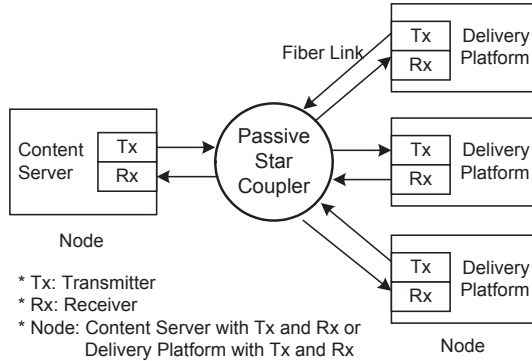 Tx
Rx
Delivery
Platform
Fiber Link
Content
Server
Tx
Rx
Passive
Star
Coupler
Tx
Rx
Delivery
Platform
Node
Tx
Rx
Delivery
Platform
* Tx: Transmitter
* Rx: Receiver
* Node: Content Server with Tx and Rx or
Delivery Platform with Tx and Rx
Node